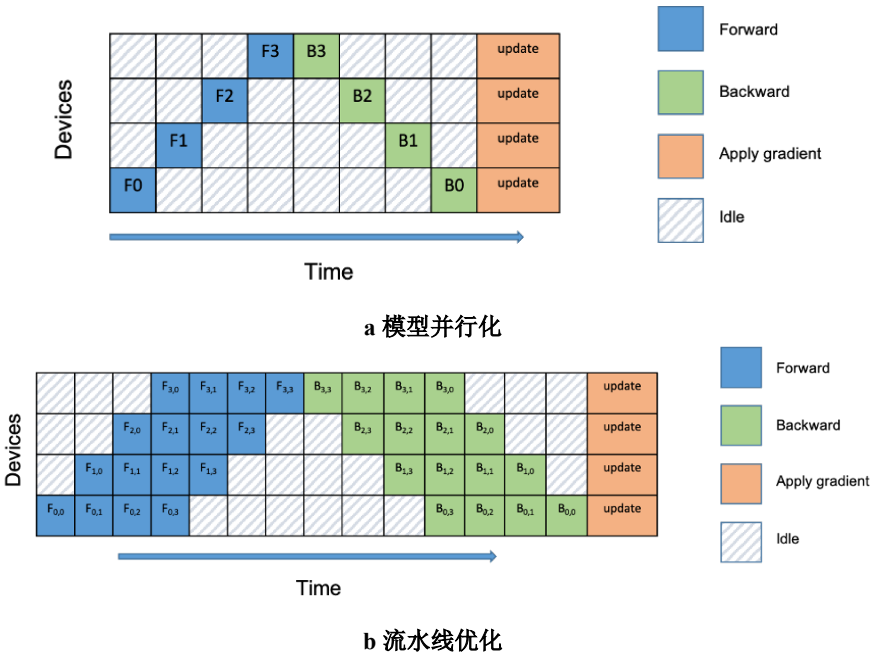 F3 B3 update
F2 B2 update
F1 B1 update
F0 B0 update
Devices
Time
Forward
Backward
Apply gradient
Idle
a 模型并行化
F3,0 F3,1 F3,2 F3,3 B3,3 B3,2 B3,1 B3,0 update
F2,0 F2,1 F2,2 F2,3 B2,3 B2,2 B2,1 B2,0 update
F1,0 F1,1 F1,2 F1,3 B1,3 B1,2 B1,1 B1,0 update
F0,0 F0,1 F0,2 F0,3 B0,3 B0,2 B0,1 B0,0 update
Devices
Time
Forward
Backward
Apply gradient
Idle
b 流水线优化